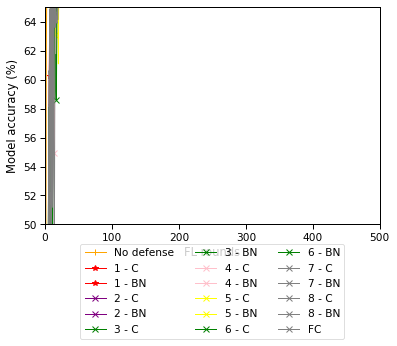 64
62
60
58
56
54
52
50
Model accuracy (%)
0 100 200 300 400 500
No defense
1 - C
1 - BN
2 - C
2 - BN
3 - C
3 - BN
4 - C
4 - BN
5 - C
5 - BN
6 - C
6 - BN
7 - C
7 - BN
8 - C
8 - BN
FC